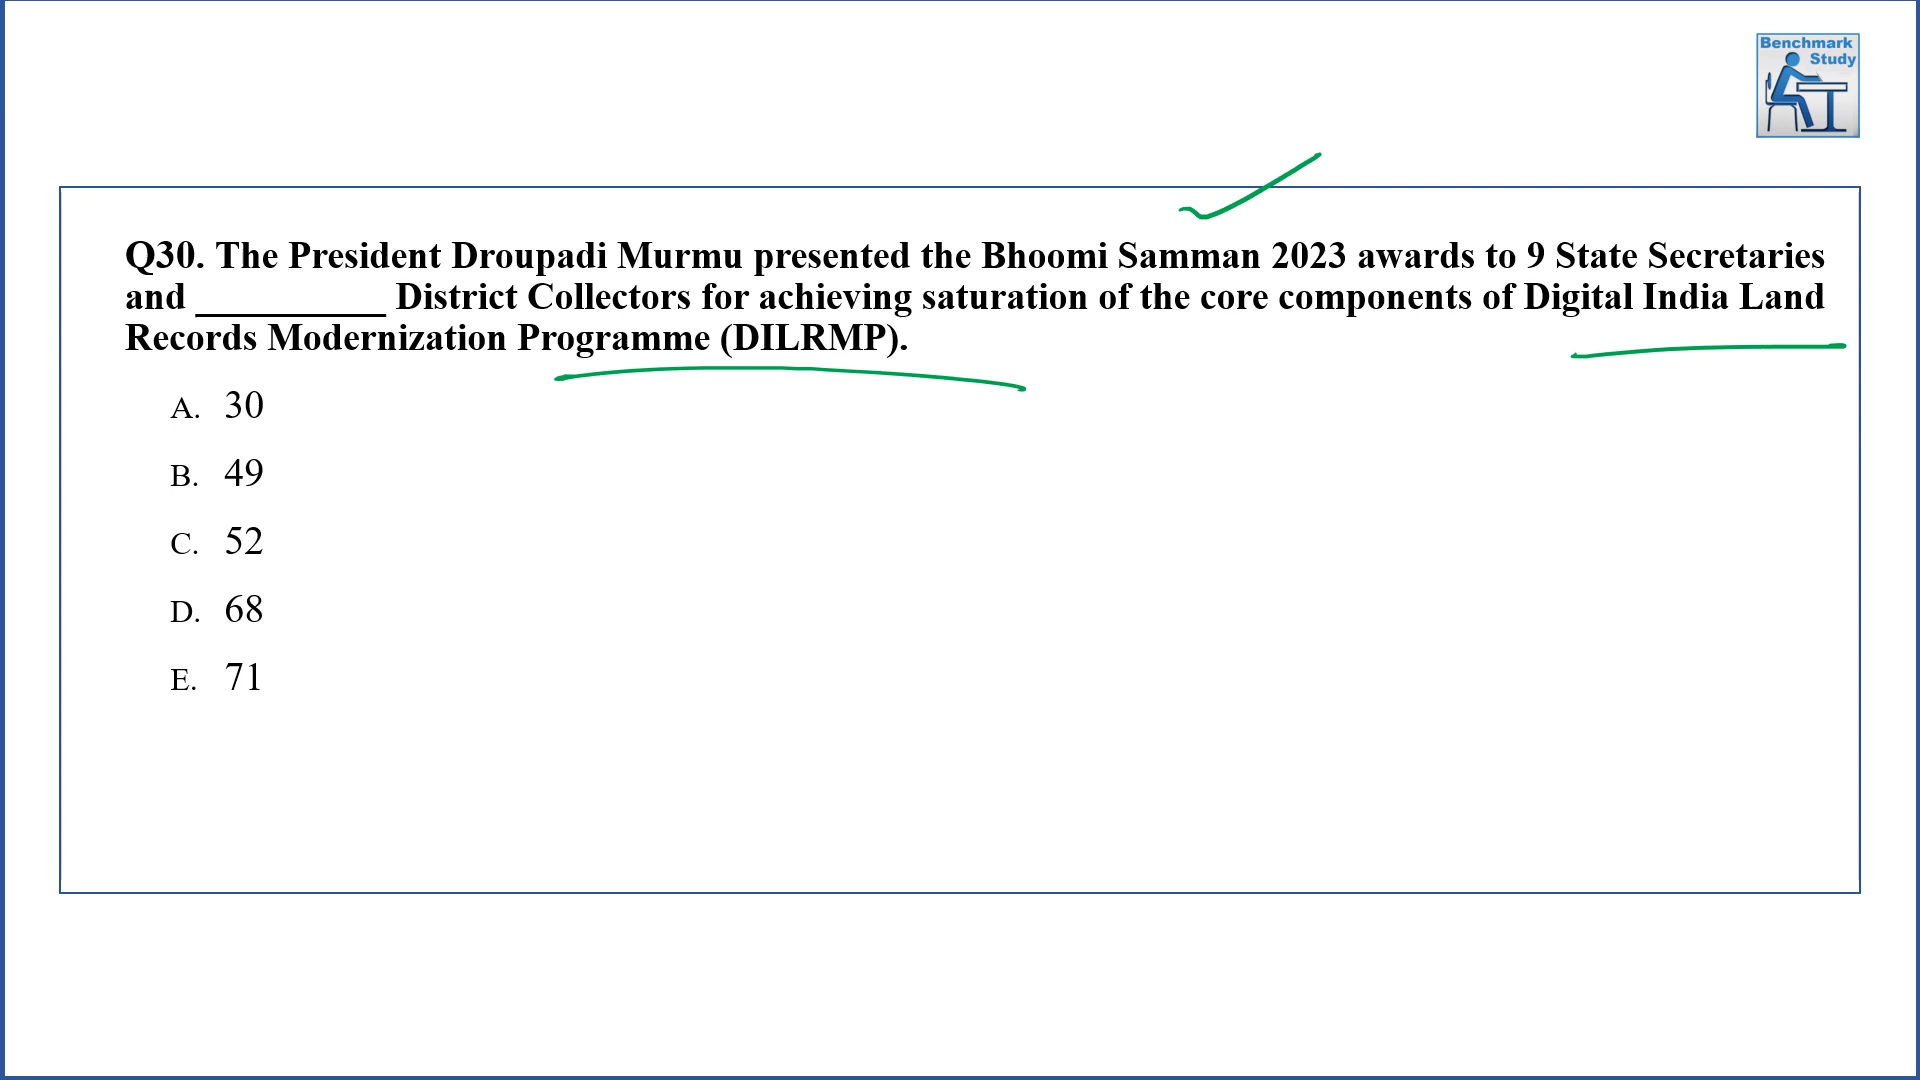 Benchmark
Study
Q30. The President Droupadi Murmu presented the Bhoomi Samman 2023 awards to 9 State Secretaries
and __________ District Collectors for achieving saturation of the core components of Digital India Land
Records Modernization Programme (DILRMP).
A. 30
B. 49
C. 52
D. 68
E. 71